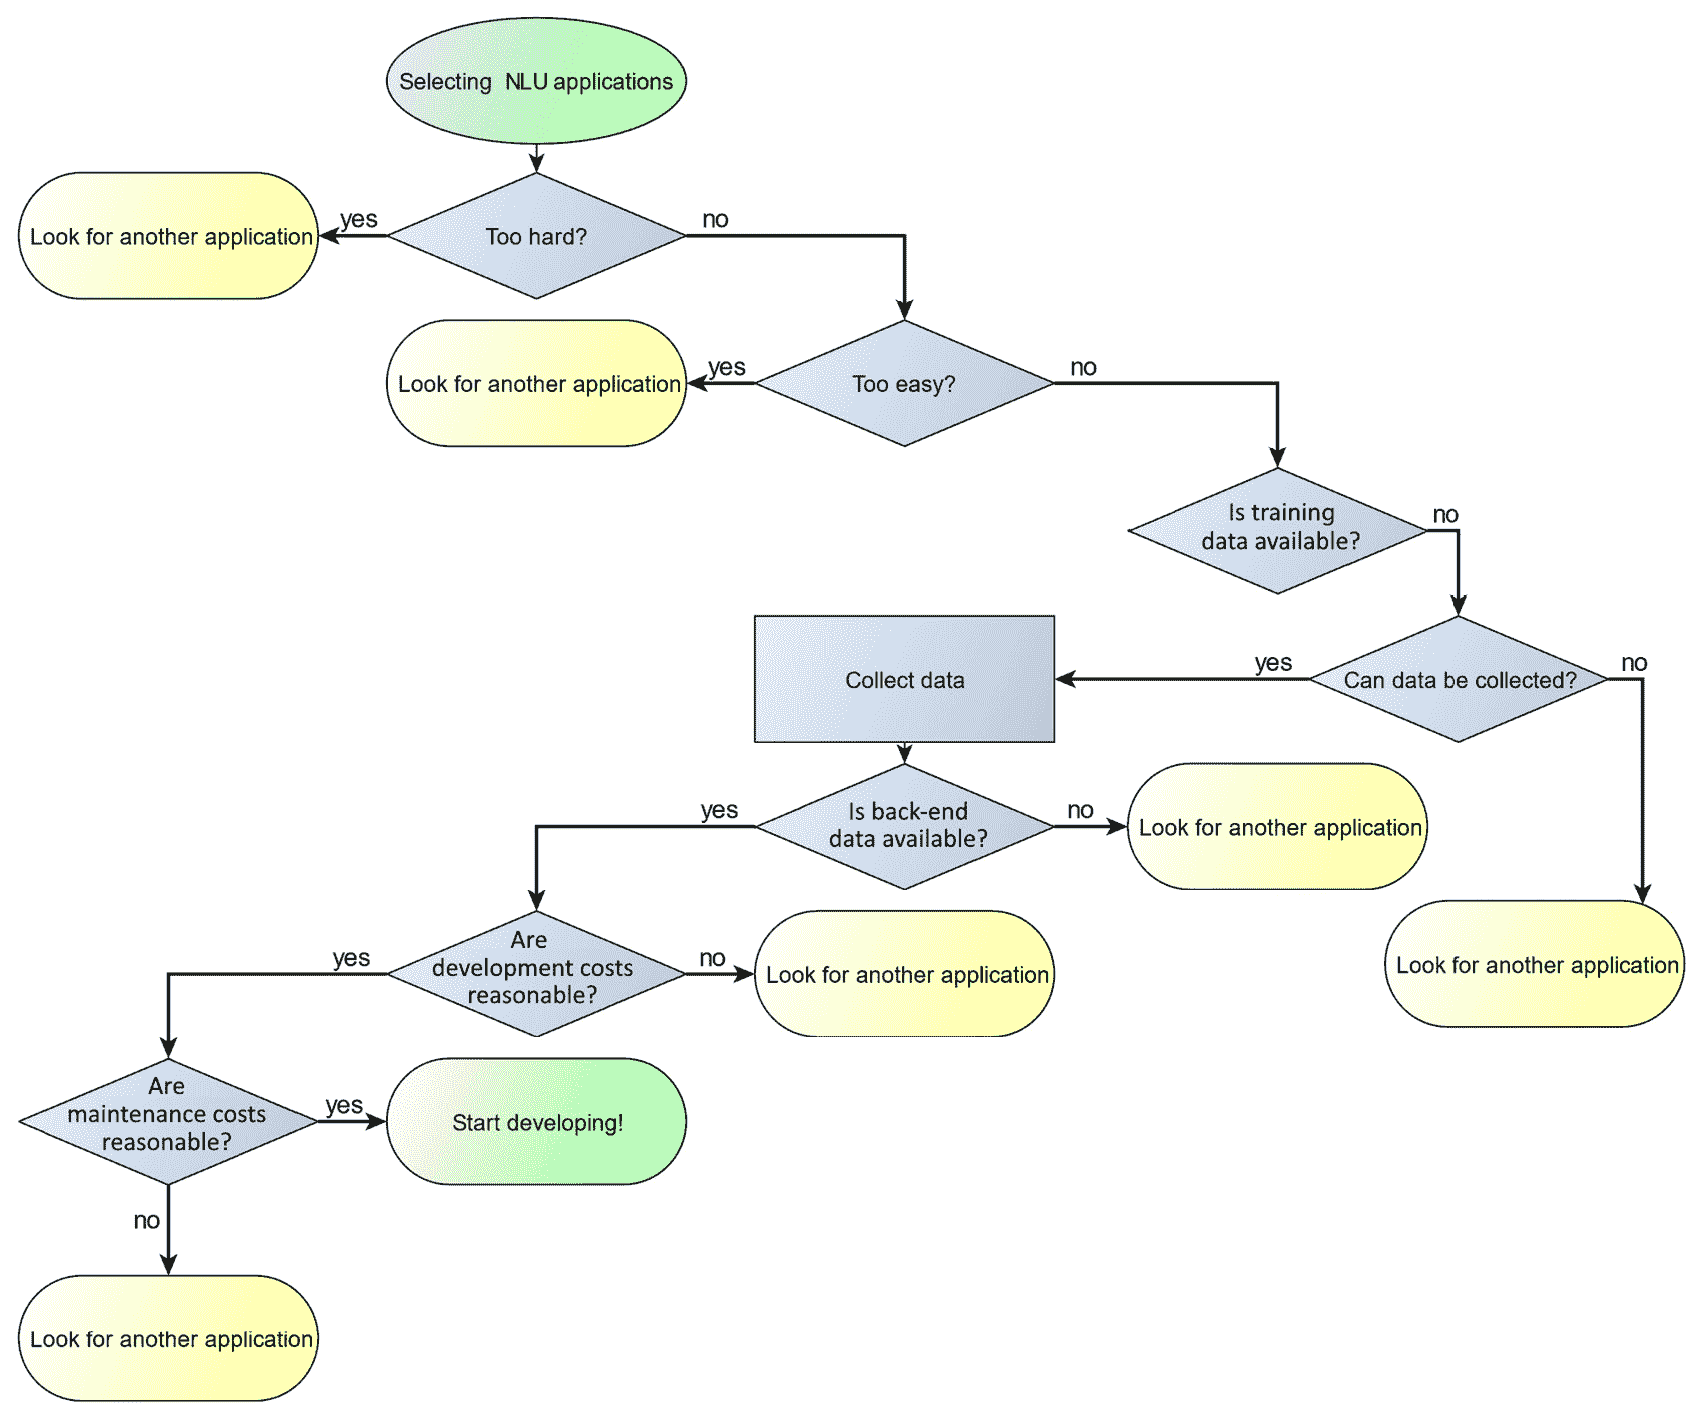 Selecting NLU applications
yes
no
Look for another application
Too hard?
yes
no
Look for another application
Too easy?
Is training
data available?
no
yes
no
Collect data
Can data be collected?
yes
Is back-end
data available?
no
Look for another application
yes
Are
development costs
reasonable?
no
Look for another application
Look for another application
Are
maintenance costs
reasonable?
yes
Start developing!
no
Look for another application